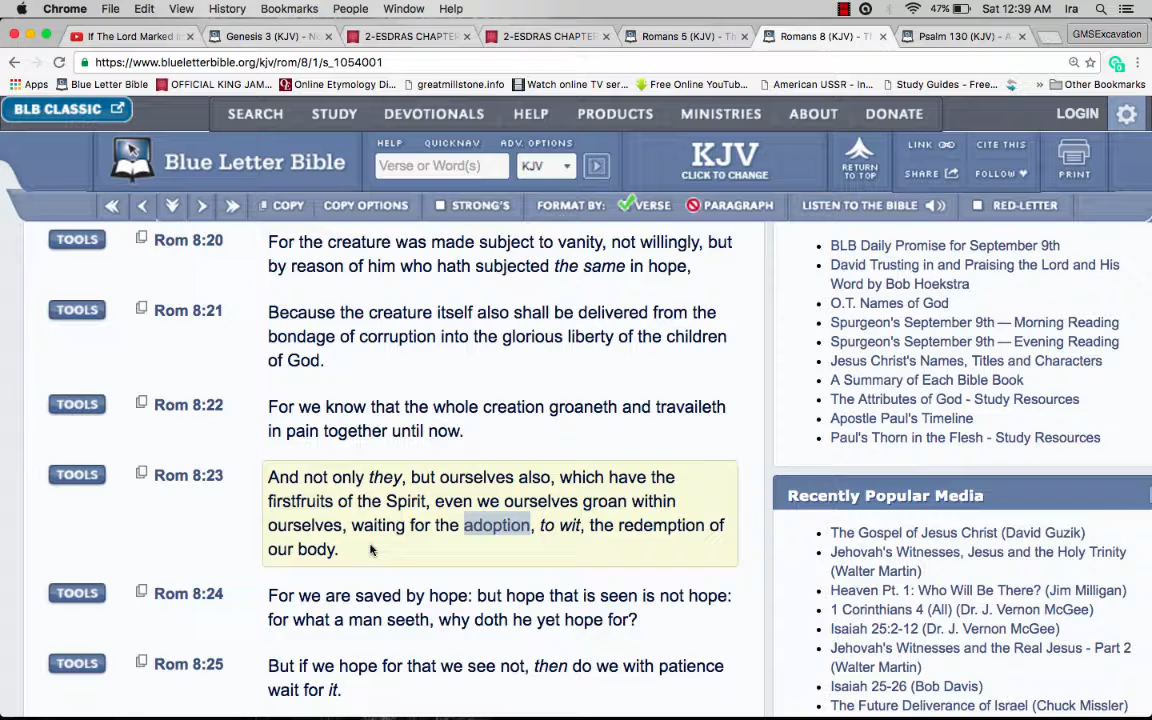 Chrome File Edit View History Bookmarks People Window Help 47% Sat 12:39 AM Ira
If The Lord Marked I Genesis 3 (KJV) - No 2-ESDRAS CHAPTER 2-ESDRAS CHAPTE Romans 5 (KJV) - Th Romans 8 (KJV) - Th Psalm 130 (KJV) - A GMSExcavation
https://www.blueletterbible.org/kjv/rom/8/1/s_1054001
Apps Blue Letter Bible OFFICIAL KING JAM... Online Etymology Di... greatmillstone.info Watch online TV ser... Free Online YouTub... American USSR - In... Study Guides - Free... » Other Bookmarks
BLB CLASSIC SEARCH STUDY DEVOTIONALS HELP PRODUCTS MINISTRIES ABOUT DONATE LOGIN
HELP QUICKNAV ADV. OPTIONS
Blue Letter Bible Verse or Word(s) KJV
KJV
CLICK TO CHANGE
RETURN
TO TOP
LINK CITE THIS
SHARE FOLLOW PRINT
COPY COPY OPTIONS STRONG'S FORMAT BY: VERSE PARAGRAPH LISTEN TO THE BIBLE RED-LETTER
TOOLS Rom 8:20 For the creature was made subject to vanity, not willingly, but
by reason of him who hath subjected the same in hope,
TOOLS Rom 8:21 Because the creature itself also shall be delivered from the
bondage of corruption into the glorious liberty of the children
of God.
TOOLS Rom 8:22 For we know that the whole creation groaneth and travaileth
in pain together until now.
TOOLS Rom 8:23 And not only they, but ourselves also, which have the
firstfruits of the Spirit, even we ourselves groan within
ourselves, waiting for the adoption, to wit, the redemption of
our body.
TOOLS Rom 8:24 For we are saved by hope: but hope that is seen is not hope:
for what a man seeth, why doth he yet hope for?
TOOLS Rom 8:25 But if we hope for that we see not, then do we with patience
wait for it.
BLB Daily Promise for September 9th
David Trusting in and Praising the Lord and His
Word by Bob Hoekstra
O.T. Names of God
Spurgeon's September 9th — Morning Reading
Spurgeon's September 9th — Evening Reading
Jesus Christ's Names, Titles and Characters
A Summary of Each Bible Book
The Attributes of God - Study Resources
Apostle Paul's Timeline
Paul's Thorn in the Flesh - Study Resources
Recently Popular Media
The Gospel of Jesus Christ (David Guzik)
Jehovah's Witnesses, Jesus and the Holy Trinity
(Walter Martin)
Heaven Pt. 1: Who Will Be There? (Jim Milligan)
1 Corinthians 4 (All) (Dr. J. Vernon McGee)
Isaiah 25:2-12 (Dr. J. Vernon McGee)
Jehovah's Witnesses and the Real Jesus - Part 2
(Walter Martin)
Isaiah 25-26 (Bob Davis)
The Future Deliverance of Israel (Chuck Missler)